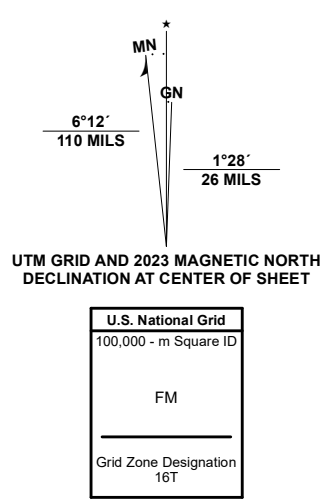 MN
GN
6°12´
110 MILS
1°28´
26 MILS
UTM GRID AND 2023 MAGNETIC NORTH
DECLINATION AT CENTER OF SHEET
U.S. National Grid
100,000 - m Square ID
FM
Grid Zone Designation
16T